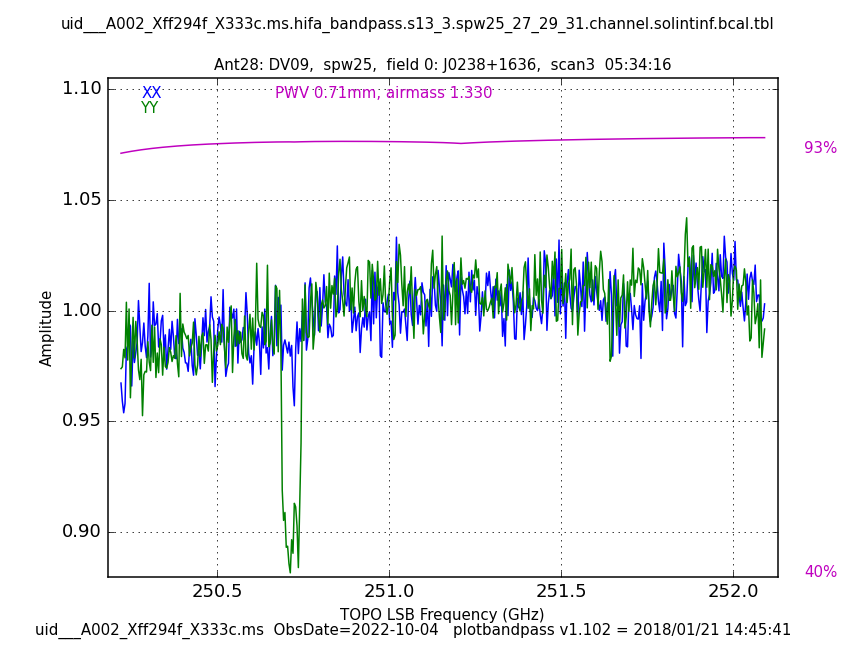 uid___A002_Xff294f_X333c.ms.hifa_bandpass.s13_3.spw25_27_29_31.channel.solintinf.bcal.tbl
Ant28: DV09,  spw25,  field 0: J0238+1636,  scan3  05:34:16
XX
YY
PWV 0.71mm, airmass 1.330
1.10
1.05
1.00
0.95
0.90
Amplitude
93%
40%
250.5 251.0 251.5 252.0
TOPO LSB Frequency (GHz)
uid___A002_Xff294f_X333c.ms  ObsDate=2022-10-04   plotbandpass v1.102 = 2018/01/21 14:45:41